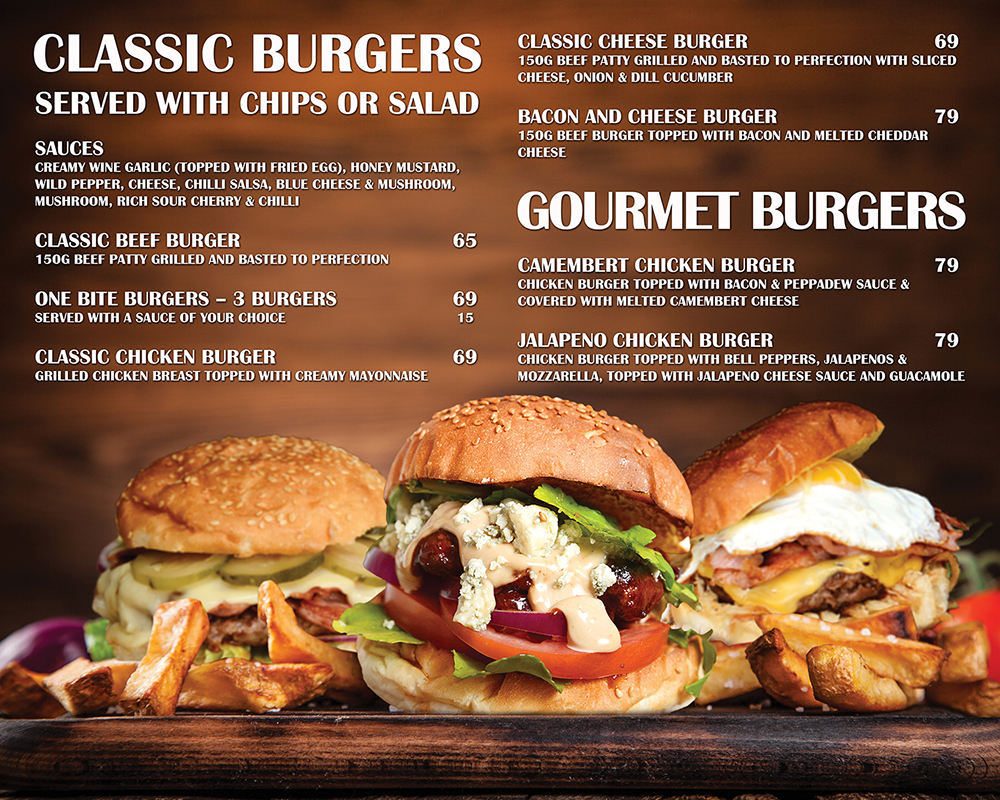 CLASSIC BURGERS
SERVED WITH CHIPS OR SALAD
SAUCES
CREAMY WINE GARLIC (TOPPED WITH FRIED EGG), HONEY MUSTARD,
WILD PEPPER, CHEESE, CHILLI SALSA, BLUE CHEESE & MUSHROOM,
MUSHROOM, RICH SOUR CHERRY & CHILLI
CLASSIC BEEF BURGER 65
150G BEEF PATTY GRILLED AND BASTED TO PERFECTION
ONE BITE BURGERS – 3 BURGERS 69
SERVED WITH A SAUCE OF YOUR CHOICE 15
CLASSIC CHICKEN BURGER 69
GRILLED CHICKEN BREAST TOPPED WITH CREAMY MAYONNAISE
CLASSIC CHEESE BURGER 69
150G BEEF PATTY GRILLED AND BASTED TO PERFECTION WITH SLICED
CHEESE, ONION & DILL CUCUMBER
BACON AND CHEESE BURGER 79
150G BEEF BURGER TOPPED WITH BACON AND MELTED CHEDDAR
CHEESE
GOURMET BURGERS
CAMEMBERT CHICKEN BURGER 79
CHICKEN BURGER TOPPED WITH BACON & PEPPADEW SAUCE &
COVERED WITH MELTED CAMEMBERT CHEESE
JALAPENO CHICKEN BURGER 79
CHICKEN BURGER TOPPED WITH BELL PEPPERS, JALAPENOS &
MOZZARELLA, TOPPED WITH JALAPENO CHEESE SAUCE AND GUACAMOLE